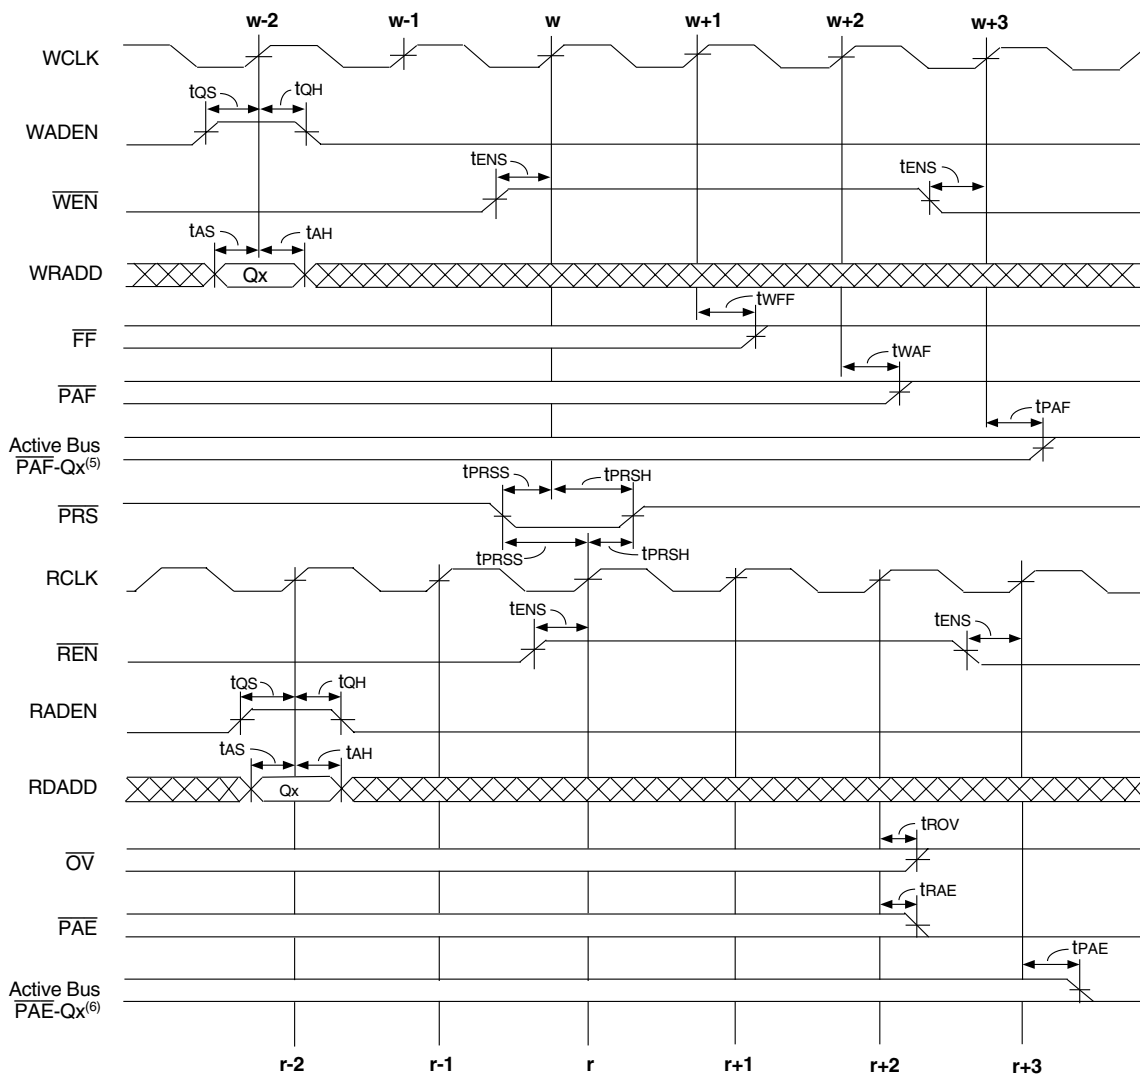 w-2 w-1 w w+1 w+2 w+3
WCLK
tQS tQH
WADEN
tENS tENS
WEN
tAS tAH
WRADD Qx
tWFF
FF
tWAF
PAF
tPAF
Active Bus
PAF-Qx(5)
tPRSS tPRSH
PRS
tPRSS tPRSH
RCLK
tENS tENS
REN
tQS tQH
RADEN
tAS tAH
RDADD Qx
tROV
OV
tRAE
PAE
tPAE
Active Bus
PAE-Qx(6)
r-2 r-1 r r+1 r+2 r+3